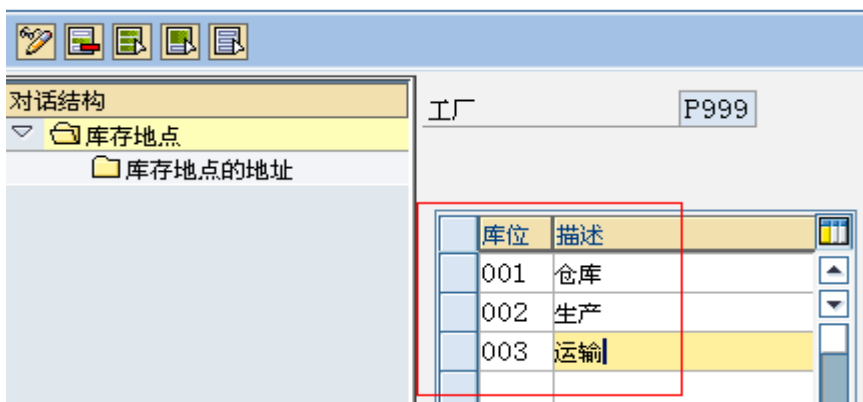 对话结构
库存地点
库存地点的地址
工厂 P999
库位 描述
001 仓库
002 生产
003 运输